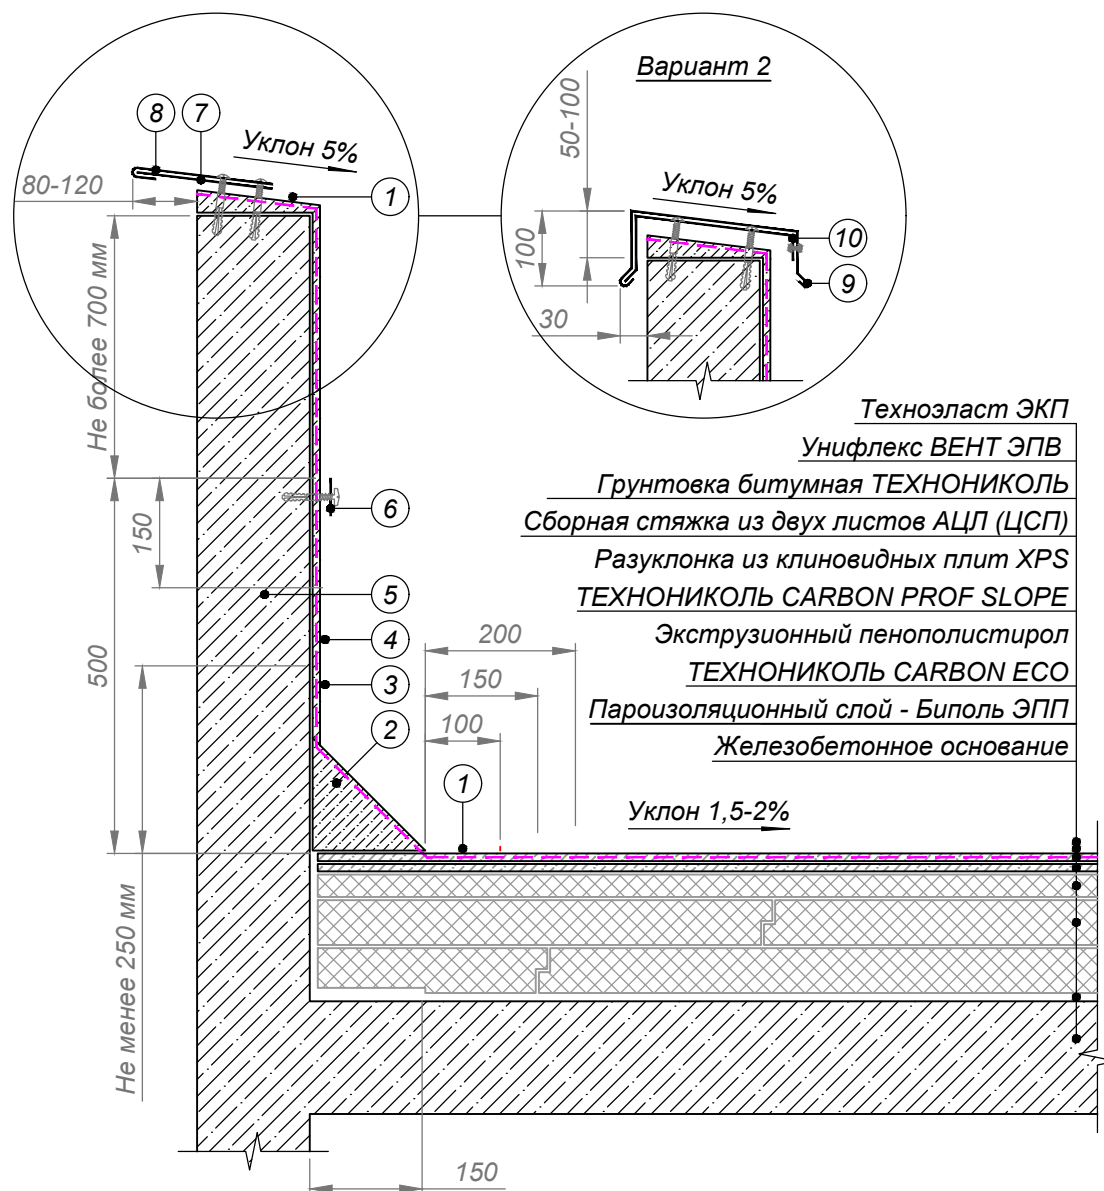 Вариант 2
50-100
8
7
Уклон 5%
80-120
1
Уклон 5%
100
10
9
30
Не более 700 мм
Техноэласт ЭКП
Унифлекс ВЕНТ ЭПВ
Грунтовка битумная ТЕХНОНИКОЛЬ
Сборная стяжка из двух листов АЦЛ (ЦСП)
Разуклонка из клиновидных плит XPS
ТЕХНОНИКОЛЬ CARBON PROF SLOPE
Экструзионный пенополистирол
ТЕХНОНИКОЛЬ CARBON ECO
Пароизоляционный слой - Биполь ЭПП
Железобетонное основание
6
150
5
4
3
2
500
200
150
100
1
Уклон 1,5-2%
Не менее 250 мм
150